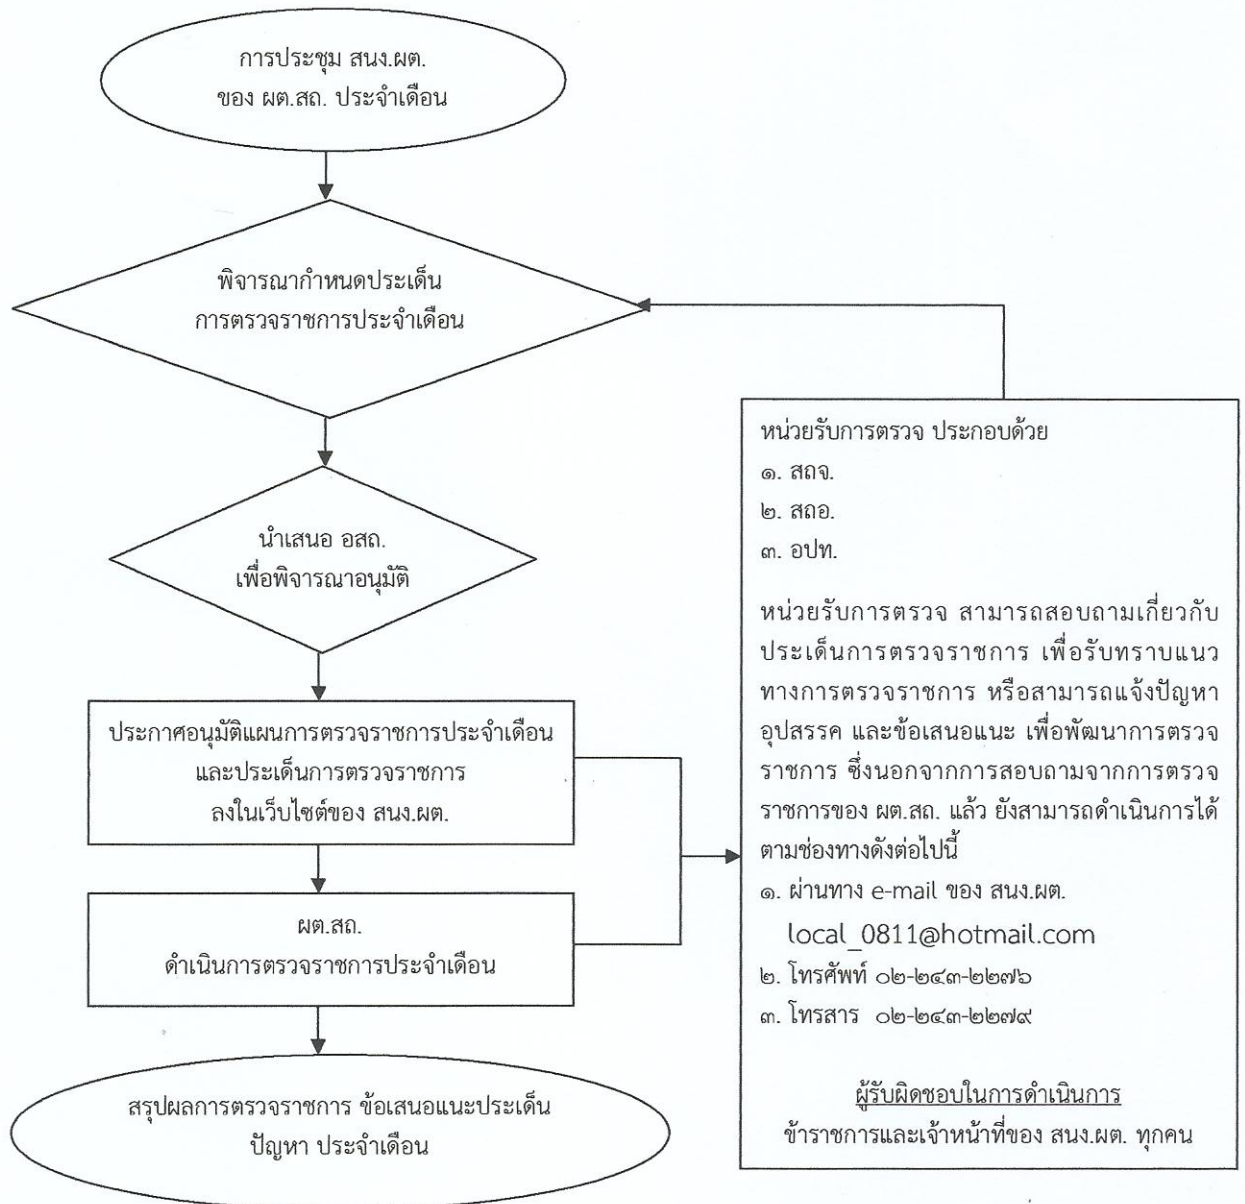 การประชุม สนง.ผต.
ของ ผต.สถ. ประจำเดือน
พิจารณากำหนดประเด็น
การตรวจราชการประจำเดือน
นำเสนอ อสถ.
เพื่อพิจารณาอนุมัติ
ประกาศอนุมัติแผนการตรวจราชการประจำเดือน
และประเด็นการตรวจราชการ
ลงในเว็บไซต์ของ สนง.ผต.
ผต.สถ.
ดำเนินการตรวจราชการประจำเดือน
สรุปผลการตรวจราชการ ข้อเสนอแนะประเด็น
ปัญหา ประจำเดือน
หน่วยรับการตรวจ ประกอบด้วย
๑. สถจ.
๒. สถอ.
๓. อปท.
หน่วยรับการตรวจ สามารถสอบถามเกี่ยวกับ
ประเด็นการตรวจราชการ เพื่อรับทราบแนว
ทางการตรวจราชการ หรือสามารถแจ้งปัญหา
อุปสรรค และข้อเสนอแนะ เพื่อพัฒนาการตรวจ
ราชการ ซึ่งนอกจากการสอบถามจากการตรวจ
ราชการของ ผต.สถ. แล้ว ยังสามารถดำเนินการได้
ตามช่องทางดังต่อไปนี้
๑. ผ่านทาง e-mail ของ สนง.ผต.
local_0811@hotmail.com
๒. โทรศัพท์ ๐๒-๒๔๓-๒๒๗๖
๓. โทรสาร ๐๒-๒๔๓-๒๒๗๙
ผู้รับผิดชอบในการดำเนินการ
ข้าราชการและเจ้าหน้าที่ของ สนง.ผต. ทุกคน